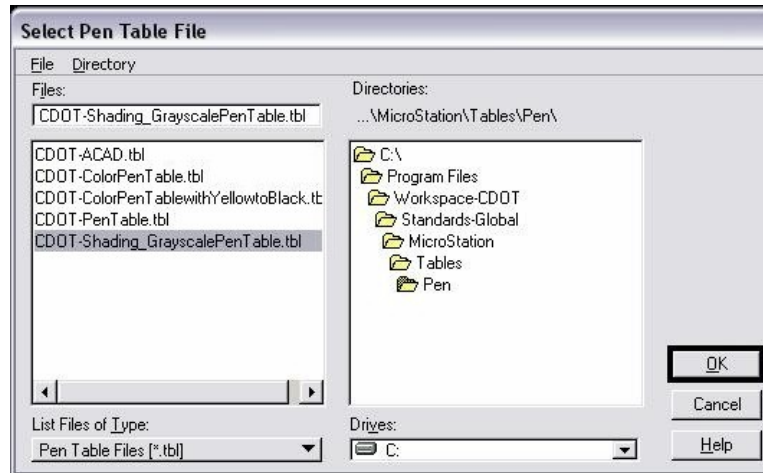 Select Pen Table File
File Directory
Files:
CDOT-Shading_GrayscalePenTable.tbl
CDOT-ACAD.tbl
CDOT-ColorPenTable.tbl
CDOT-ColorPenTablewithYellowtoBlack.tb
CDOT-PenTable.tbl
CDOT-Shading_GrayscalePenTable.tbl
List Files of Type:
Pen Table Files [*.tbl]
Directories:
...\MicroStation\Tables\Pen\
C:\
Program Files
Workspace-CDOT
Standards-Global
MicroStation
Tables
Pen
Drives:
C:
OK
Cancel
Help